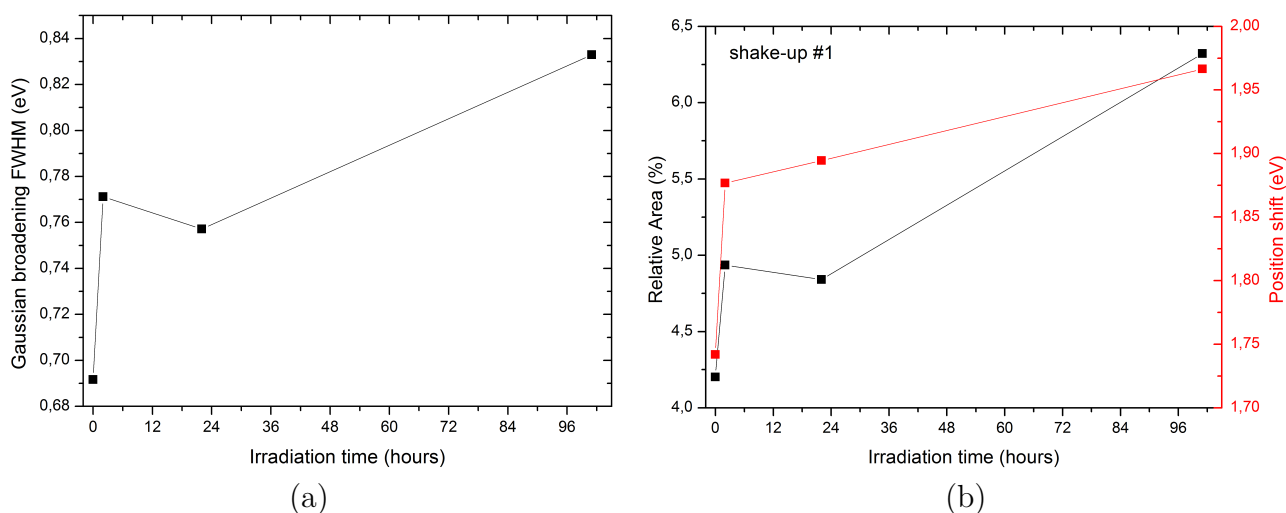 0,84
0,82
0,80
0,78
0,76
0,74
0,72
0,70
0,68
Gaussian broadening FWHM (eV)
0 12 24 36 48 60 72 84 96
Irradiation time (hours)
(a)
shake-up #1
6,5
6,0
5,5
5,0
4,5
4,0
Relative Area (%)
2,00
1,95
1,90
1,85
1,80
1,75
1,70
Position shift (eV)
0 12 24 36 48 60 72 84 96
Irradiation time (hours)
(b)